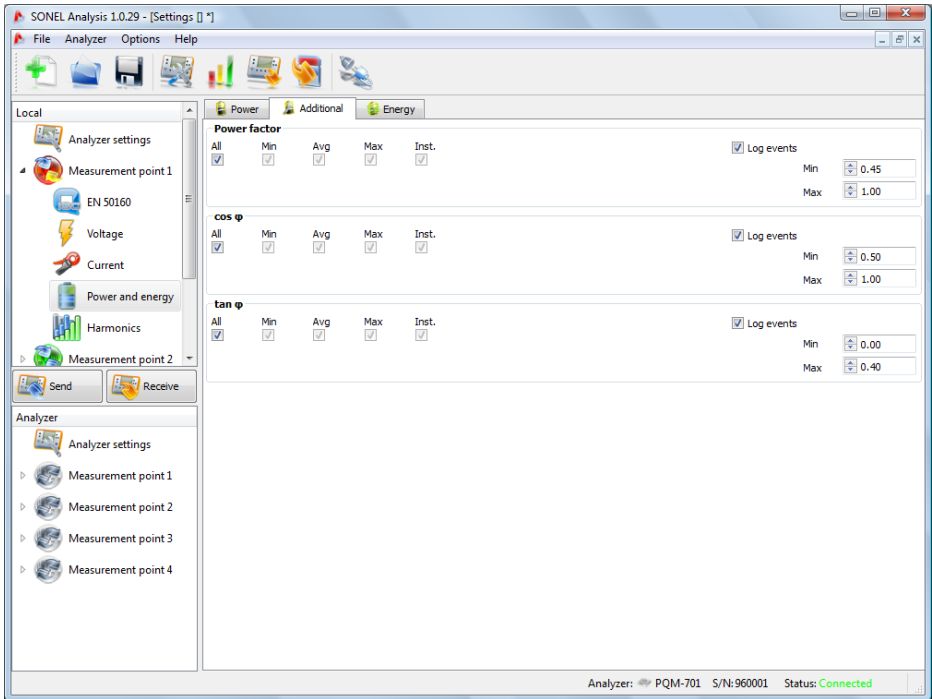 SONEL Analysis 1.0.29 - [Settings [] *]
File Analyzer Options Help
Local
Analyzer settings
Measurement point 1
EN 50160
Voltage
Current
Power and energy
Harmonics
Measurement point 2
Send Receive
Analyzer
Analyzer settings
Measurement point 1
Measurement point 2
Measurement point 3
Measurement point 4
Power Additional Energy
Power factor
All Min Avg Max Inst.
Log events
Min 0.45
Max 1.00
cos φ
All Min Avg Max Inst.
Log events
Min 0.50
Max 1.00
tan φ
All Min Avg Max Inst.
Log events
Min 0.00
Max 0.40
Analyzer: PQM-701 S/N: 960001 Status: Connected